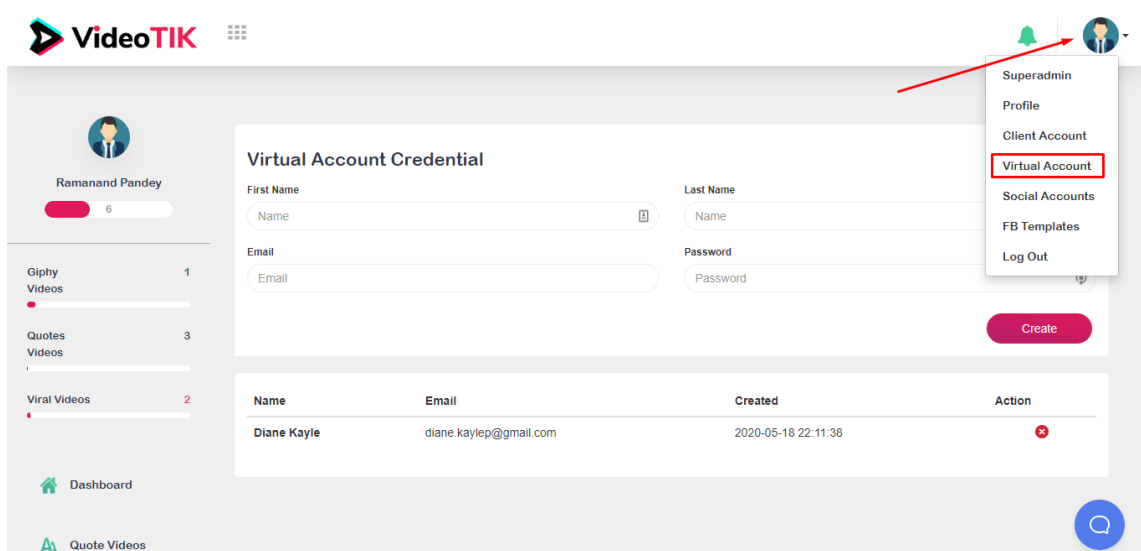 VideoTIK
Superadmin
Profile
Client Account
Virtual Account
Social Accounts
FB Templates
Log Out
Ramanand Pandey
6
Giphy
Videos
1
Quotes
Videos
3
Viral Videos
2
Dashboard
Quote Videos
Virtual Account Credential
First Name
Last Name
Name
Name
Email
Password
Email
Password
Create
Name Email Created Action
Diane Kayle diane.kaylep@gmail.com 2020-05-18 22:11:38